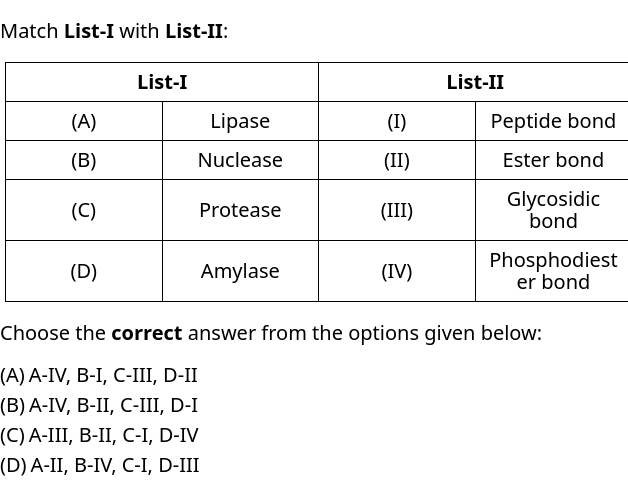 Match List-I with List-II:
List-I List-II
(A) Lipase (I) Peptide bond
(B) Nuclease (II) Ester bond
(C) Protease (III) Glycosidic
bond
(D) Amylase (IV) Phosphodiest
er bond
Choose the correct answer from the options given below:
(A) A-IV, B-I, C-III, D-II
(B) A-IV, B-II, C-III, D-I
(C) A-III, B-II, C-I, D-IV
(D) A-II, B-IV, C-I, D-III